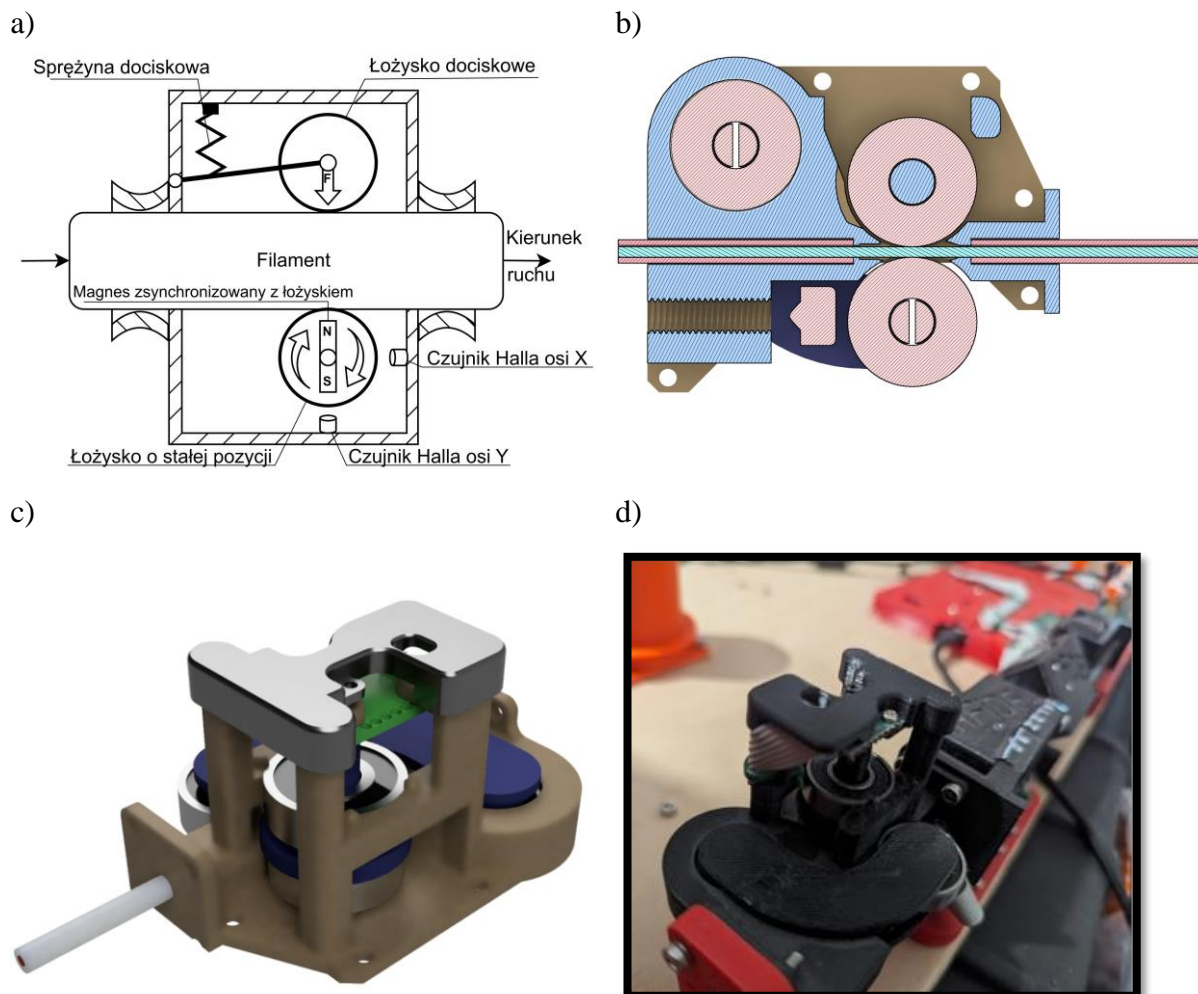 a)
b)
Sprężyna dociskowa
Łożysko dociskowe
F
Kierunek
ruchu
Filament
Magnes zsynchronizowany z łożyskiem
N
S
Czujnik Halla osi X
Łożysko o stałej pozycji
Czujnik Halla osi Y
c)
d)